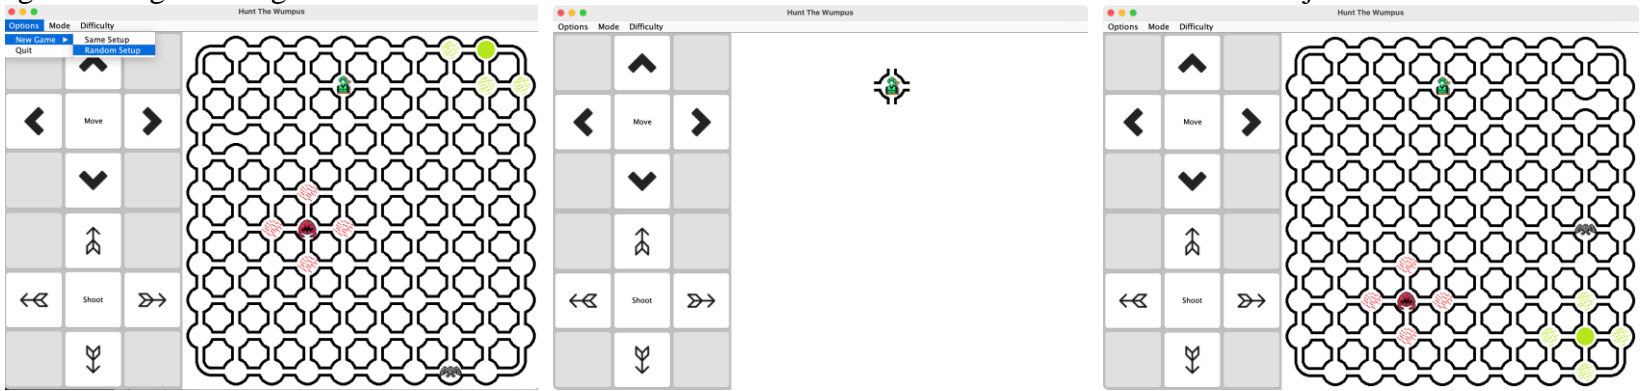 Hunt The Wumpus
Options Mode Difficulty
New Game Same Setup
Quit Random Setup
Move
Shoot
Hunt The Wumpus
Options Mode Difficulty
Move
Shoot
Hunt The Wumpus
Options Mode Difficulty
Move
Shoot